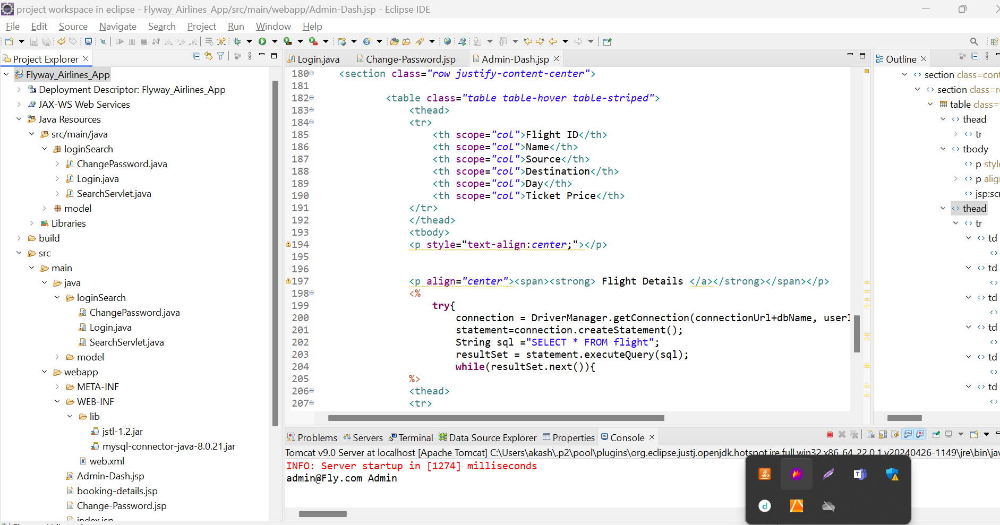 project workspace in eclipse - Flyway_Airlines_App/src/main/webapp/Admin-Dash.jsp - Eclipse IDE
File Edit Source Navigate Search Project Run Window Help
Project Explorer
Flyway_Airlines_App
Deployment Descriptor: Flyway_Airlines_App
JAX-WS Web Services
Java Resources
src/main/java
loginSearch
ChangePassword.java
Login.java
SearchServlet.java
model
Libraries
build
src
main
java
loginSearch
ChangePassword.java
Login.java
SearchServlet.java
model
webapp
META-INF
WEB-INF
lib
jstl-1.2.jar
mysql-connector-java-8.0.21.jar
web.xml
Admin-Dash.jsp
booking-details.jsp
Change-Password.jsp
index.jsp
Login.java Change-Password.jsp Admin-Dash.jsp
180 <section class="row justify-content-center">
181
182 <table class="table table-hover table-striped">
183 <thead>
184 <tr>
185 <th scope="col">Flight ID</th>
186 <th scope="col">Name</th>
187 <th scope="col">Source</th>
188 <th scope="col">Destination</th>
189 <th scope="col">Day</th>
190 <th scope="col">Ticket Price</th>
191 </tr>
192 </thead>
193 <tbody>
194 <p style="text-align:center;"></p>
195
196
197 <p align="center"><span><strong> Flight Details </a></strong></span></p>
198 <%
199 try{
200 connection = DriverManager.getConnection(connectionUrl+dbName, user
201 statement=connection.createStatement();
202 String sql ="SELECT * FROM flight";
203 resultSet = statement.executeQuery(sql);
204 while(resultSet.next()){
205 %>
206 <thead>
207 <tr>
Outline
section class=cont
section class=r
table class=
thead
tr
tbody
p style
p alig
jsp:scr
thead
tr
td
td
td
td
td
td
Problems Servers Terminal Data Source Explorer Properties Console
Tomcat v9.0 Server at localhost [Apache Tomcat] C:\Users\akash\.p2\pool\plugins\org.eclipse.justj.openjdk.hotspot.jre.full.win32.x86_64_22.0.1.v20240426-1149\jre\bin\jav
INFO: Server startup in [1274] milliseconds
admin@Fly.com Admin